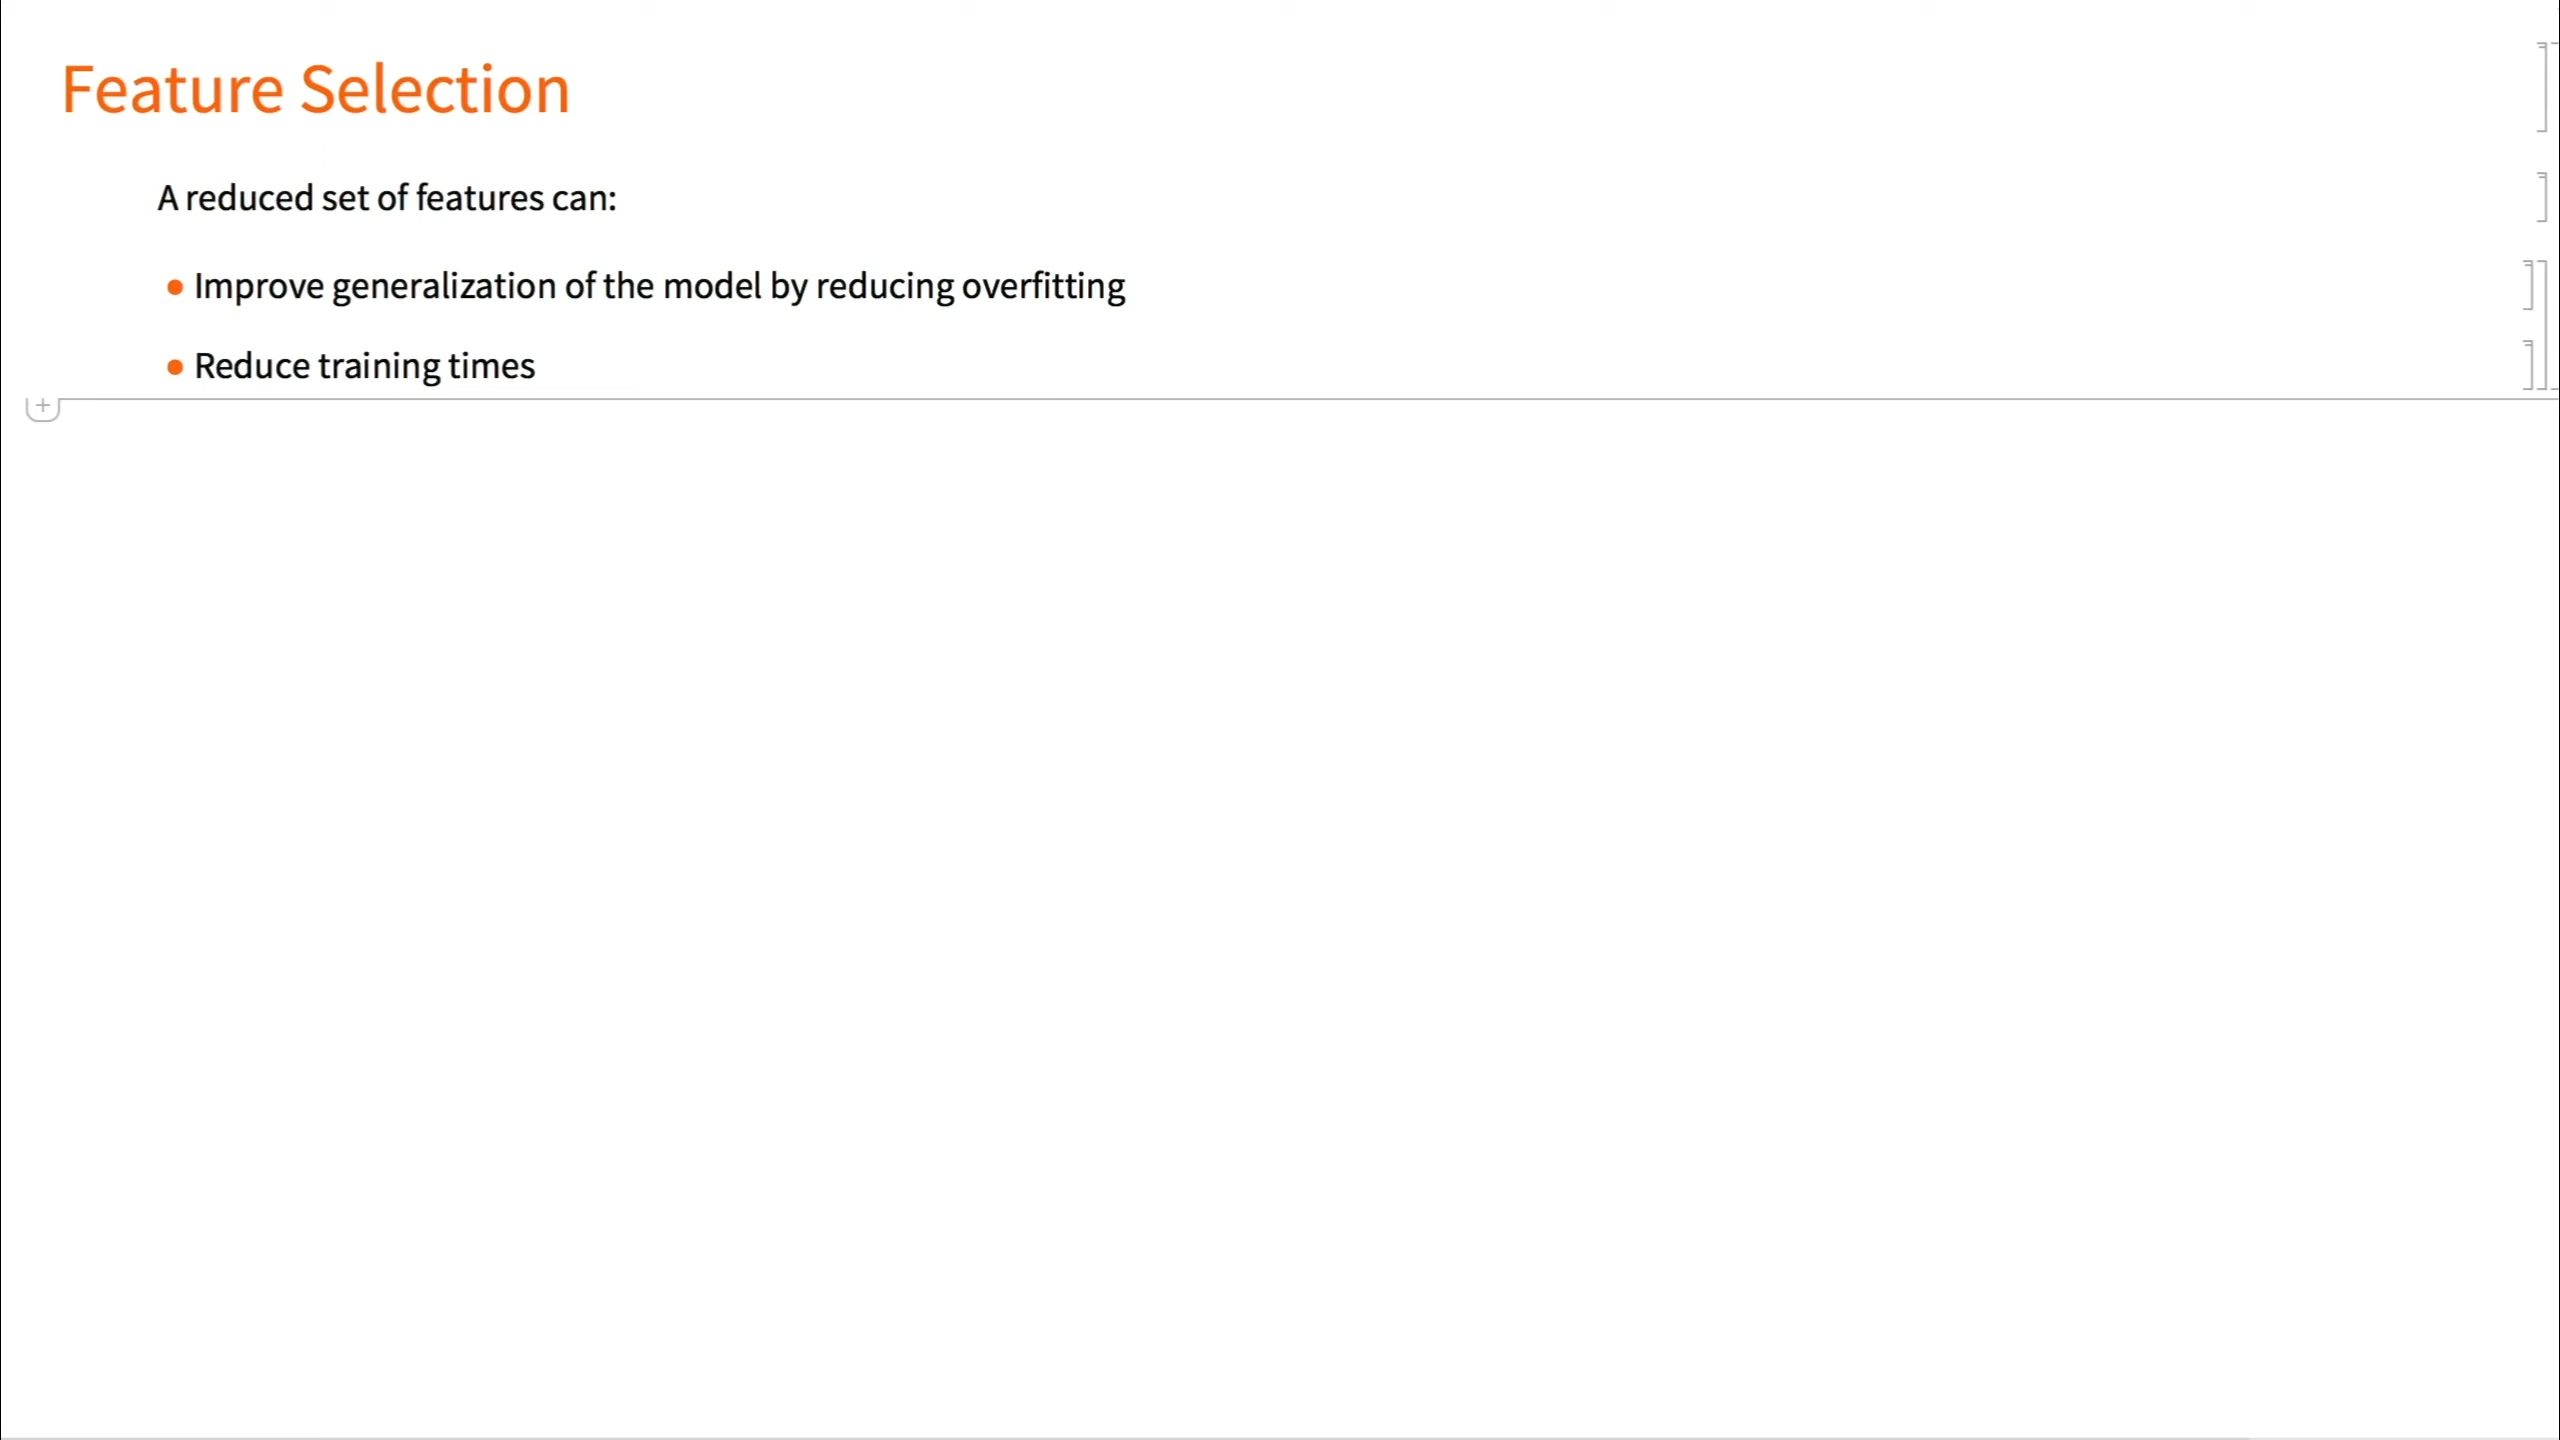 Feature Selection
A reduced set of features can:
• Improve generalization of the model by reducing overfitting
• Reduce training times
+